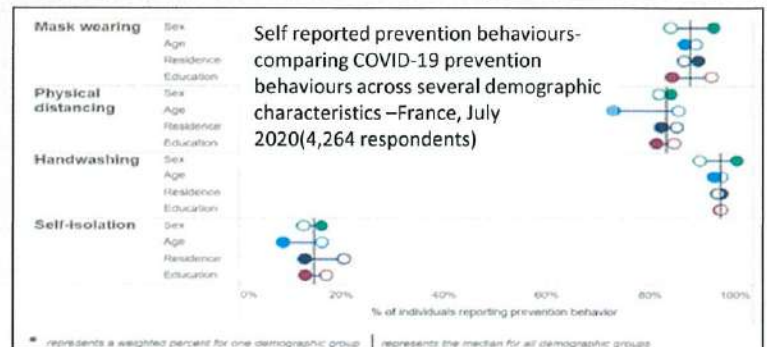 Mask wearing
Sex
Age
Residence
Education
Self reported prevention behaviours-
comparing COVID-19 prevention
behaviours across several demographic
characteristics –France, July
2020(4,264 respondents)
Physical
distancing
Sex
Age
Residence
Education
Handwashing
Sex
Age
Residence
Education
Self-isolation
Sex
Age
Residence
Education
0% 20% 40% 60% 80% 100%
% of individuals reporting prevention behavior
* represents a weighted percent for one demographic group | represents the median for all demographic groups